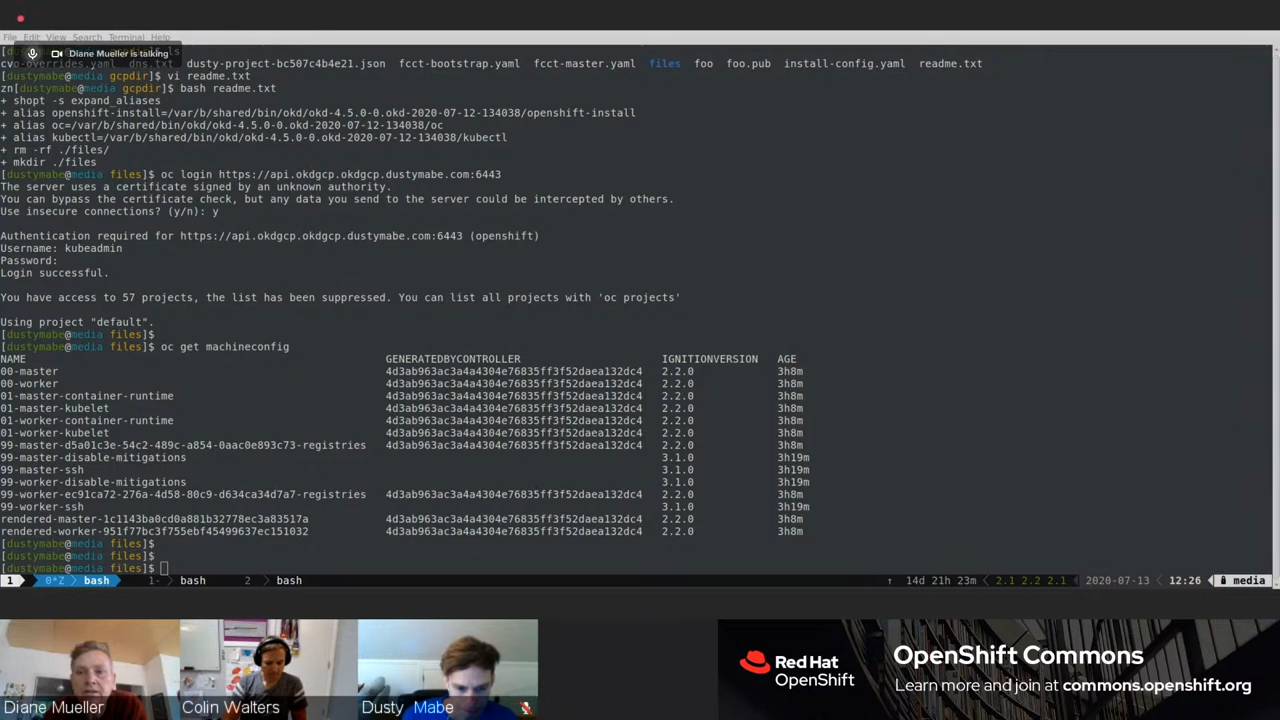 File Edit View Search Terminal Help
Diane Mueller is talking
ls
dns.txt dusty-project-bc507c4b4e21.json fcct-bootstrap.yaml fcct-master.yaml files foo foo.pub install-config.yaml readme.txt
[dustymabe@media gcpdir]$ vi readme.txt
zn[dustymabe@media gcpdir]$ bash readme.txt
+ shopt -s expand_aliases
+ alias openshift-install=/var/b/shared/bin/okd/okd-4.5.0-0.okd-2020-07-12-134038/openshift-install
+ alias oc=/var/b/shared/bin/okd/okd-4.5.0-0.okd-2020-07-12-134038/oc
+ alias kubectl=/var/b/shared/bin/okd/okd-4.5.0-0.okd-2020-07-12-134038/kubectl
+ rm -rf ./files/
+ mkdir ./files
[dustymabe@media files]$ oc login https://api.okdgcp.okdgcp.dustymabe.com:6443
The server uses a certificate signed by an unknown authority.
You can bypass the certificate check, but any data you send to the server could be intercepted by others.
Use insecure connections? (y/n): y
Authentication required for https://api.okdgcp.okdgcp.dustymabe.com:6443 (openshift)
Username: kubeadmin
Password:
Login successful.
You have access to 57 projects, the list has been suppressed. You can list all projects with 'oc projects'
Using project "default".
[dustymabe@media files]$
[dustymabe@media files]$ oc get machineconfig
NAME GENERATEDBYCONTROLLER IGNITIONVERSION AGE
00-master 4d3ab963ac3a4a4304e76835ff3f52daea132dc4 2.2.0 3h8m
00-worker 4d3ab963ac3a4a4304e76835ff3f52daea132dc4 2.2.0 3h8m
01-master-container-runtime 4d3ab963ac3a4a4304e76835ff3f52daea132dc4 2.2.0 3h8m
01-master-kubelet 4d3ab963ac3a4a4304e76835ff3f52daea132dc4 2.2.0 3h8m
01-worker-container-runtime 4d3ab963ac3a4a4304e76835ff3f52daea132dc4 2.2.0 3h8m
01-worker-kubelet 4d3ab963ac3a4a4304e76835ff3f52daea132dc4 2.2.0 3h8m
99-master-d5a01c3e-54c2-489c-a854-0aac0e893c73-registries 4d3ab963ac3a4a4304e76835ff3f52daea132dc4 2.2.0 3h8m
99-master-disable-mitigations 3.1.0 3h19m
99-master-ssh 3.1.0 3h19m
99-worker-disable-mitigations 3.1.0 3h19m
99-worker-ec91ca72-276a-4d58-80c9-d634ca34d7a7-registries 4d3ab963ac3a4a4304e76835ff3f52daea132dc4 2.2.0 3h8m
99-worker-ssh 3.1.0 3h19m
rendered-master-1c1143ba0cd0a881b32778ec3a83517a 4d3ab963ac3a4a4304e76835ff3f52daea132dc4 2.2.0 3h8m
rendered-worker-951f77bc3f755ebf45499637ec151032 4d3ab963ac3a4a4304e76835ff3f52daea132dc4 2.2.0 3h8m
[dustymabe@media files]$
[dustymabe@media files]$
[dustymabe@media files]$
1 0*Z bash 1- bash 2 bash ↑ 14d 21h 23m 2.1 2.2 2.1 2020-07-13 12:26 media
Diane Mueller
Colin Walters
Dusty Mabe
Red Hat
OpenShift
OpenShift Commons
Learn more and join at commons.openshift.org